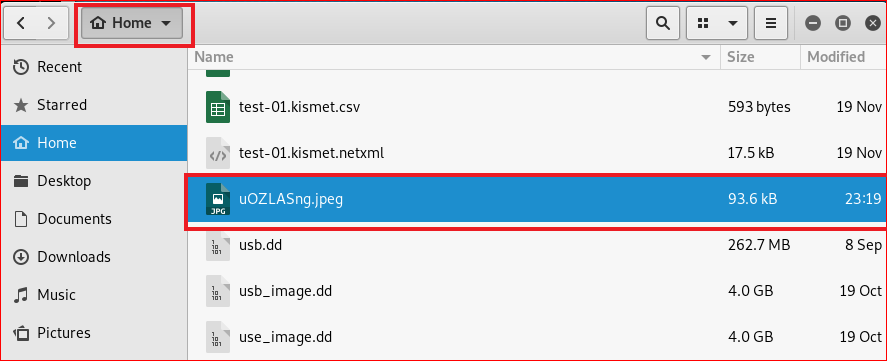 Home
Name Size Modified
Recent
Starred
Home
Desktop
Documents
Downloads
Music
Pictures
test-01.kismet.csv 593 bytes 19 Nov
test-01.kismet.netxml 17.5 kB 19 Nov
JPG uOZLASng.jpeg 93.6 kB 23:19
usb.dd 262.7 MB 8 Sep
usb_image.dd 4.0 GB 19 Oct
use_image.dd 4.0 GB 19 Oct